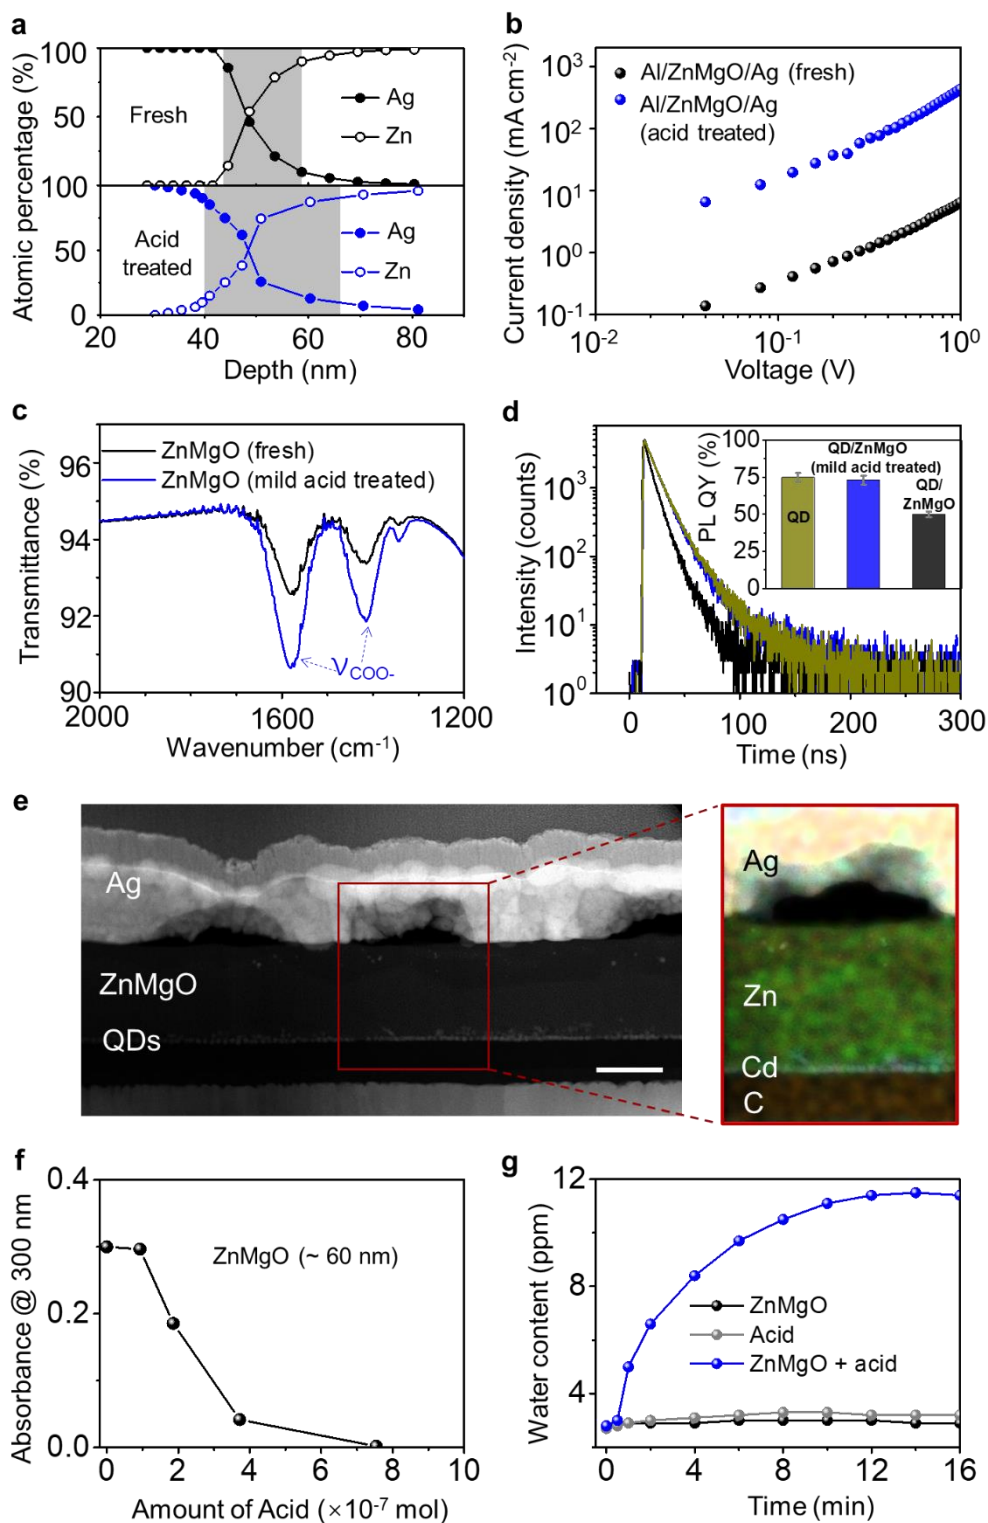 a
Atomic percentage (%)
100
50
0
100
50
0
Fresh
Ag
Zn
Acid
treated
Ag
Zn
20 40 60 80
Depth (nm)
b
Current density (mA cm-2)
10³
10²
10¹
10⁰
10-1
Al/ZnMgO/Ag (fresh)
Al/ZnMgO/Ag
(acid treated)
10-2 10-1 10⁰
Voltage (V)
c
Transmittance (%)
96
94
92
90
ZnMgO (fresh)
ZnMgO (mild acid treated)
νCOO-
2000 1600 1200
Wavenumber (cm-1)
d
Intensity (counts)
10³
10²
10¹
10⁰
PL QY (%)
100
75
50
25
0
QD/ZnMgO
(mild acid treated)
QD
QD/
ZnMgO
0 100 200 300
Time (ns)
e
Ag
ZnMgO
QDs
Ag
Zn
Cd
C
f
Absorbance @ 300 nm
0.4
0.2
0.0
ZnMgO (~ 60 nm)
0 2 4 6 8 10
Amount of Acid (×10-7 mol)
g
Water content (ppm)
12
8
4
ZnMgO
Acid
ZnMgO + acid
0 4 8 12 16
Time (min)